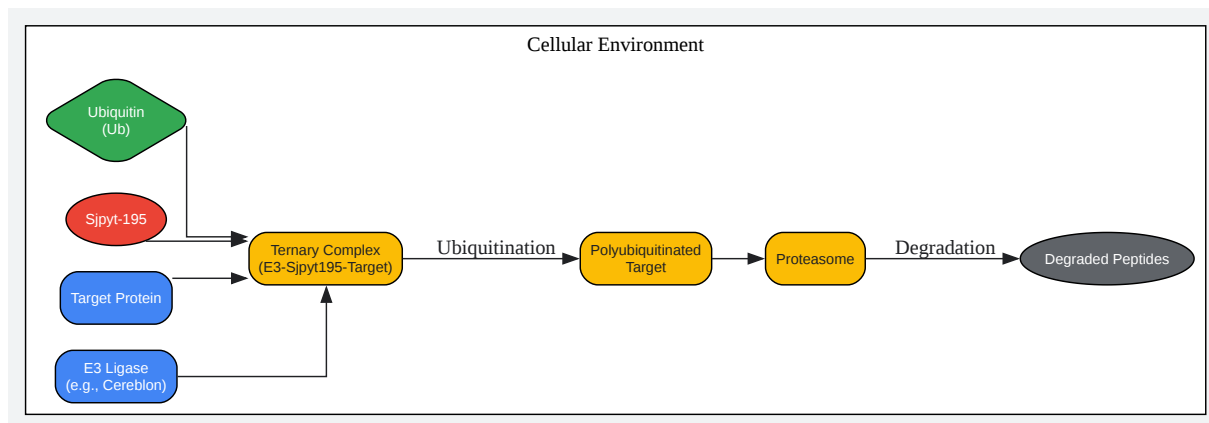 Cellular Environment
Ubiquitin
(Ub)
Sjpyt-195
Target Protein
E3 Ligase
(e.g., Cereblon)
Ternary Complex
(E3-Sjpyt195-Target)
Ubiquitination
Polyubiquitinated
Target
Proteasome
Degradation
Degraded Peptides